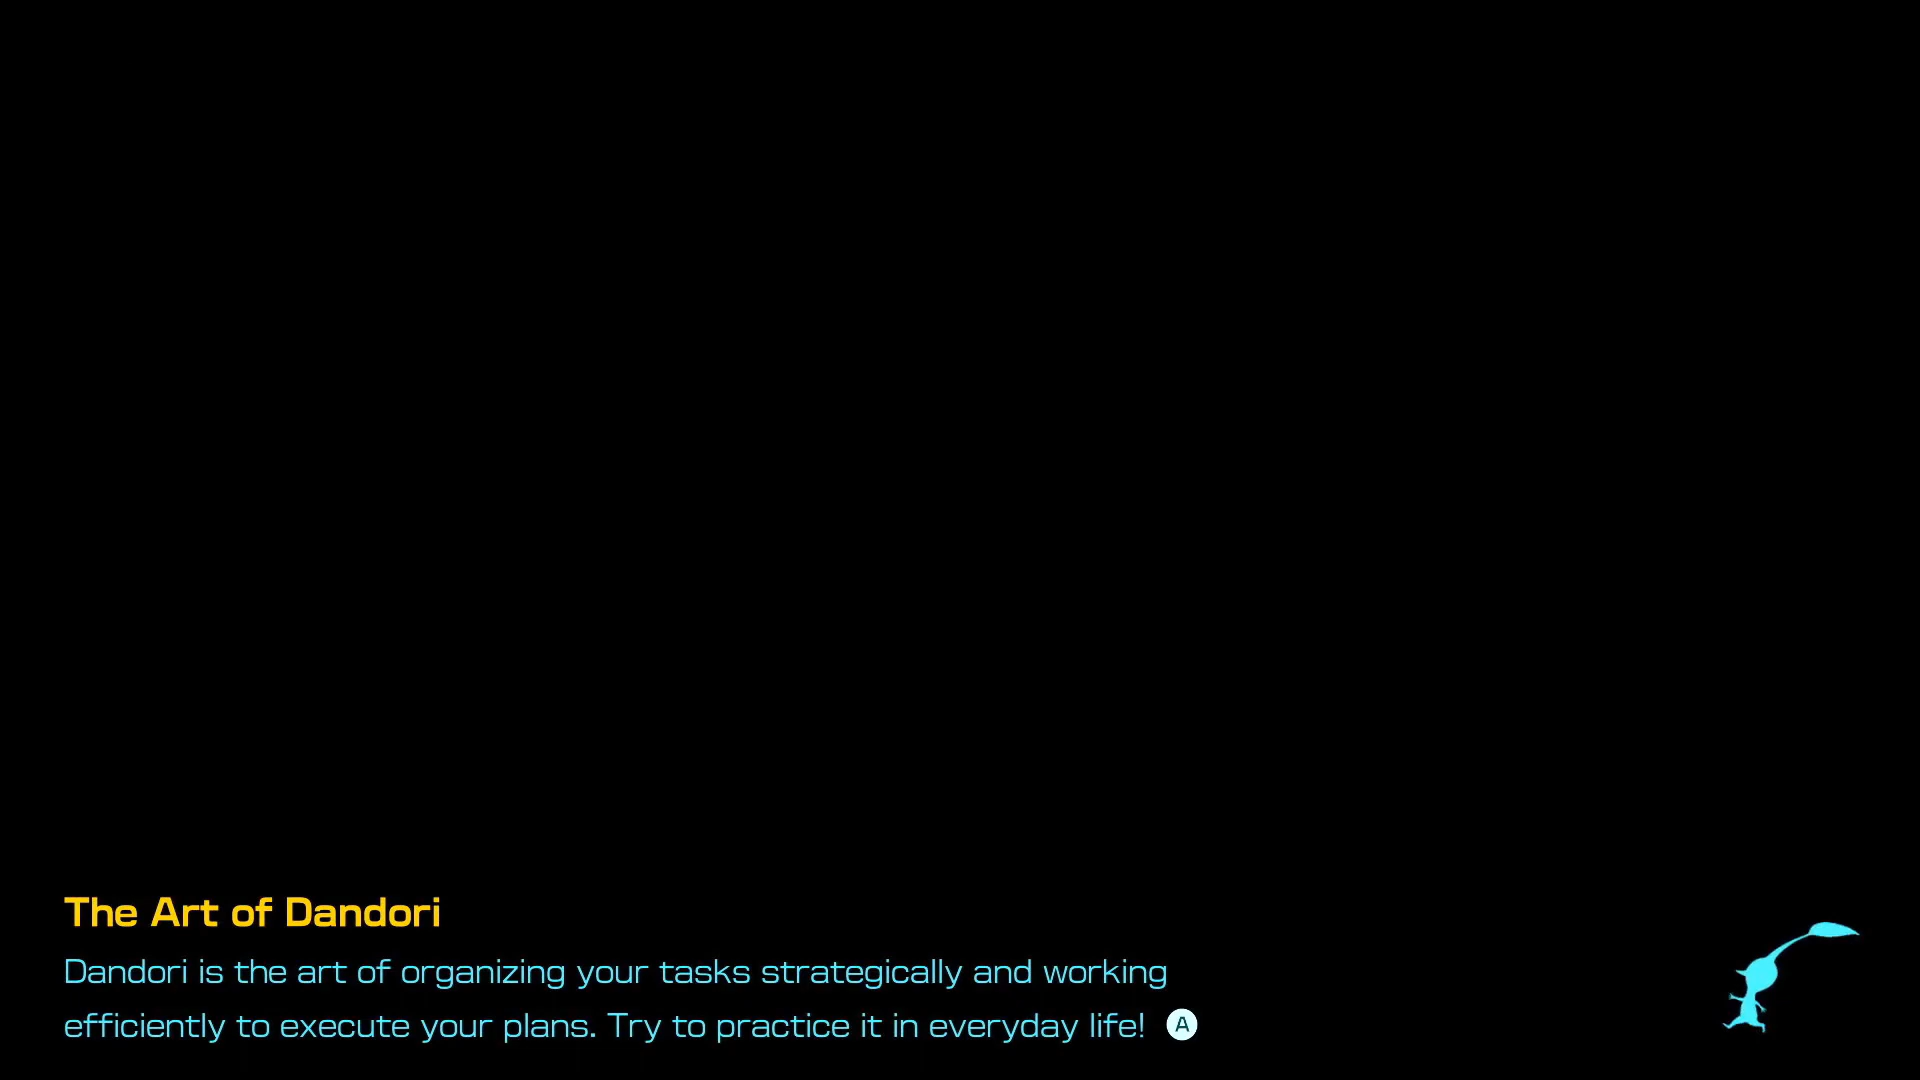 The Art of Dandori
Dandori is the art of organizing your tasks strategically and working
efficiently to execute your plans. Try to practice it in everyday life! A